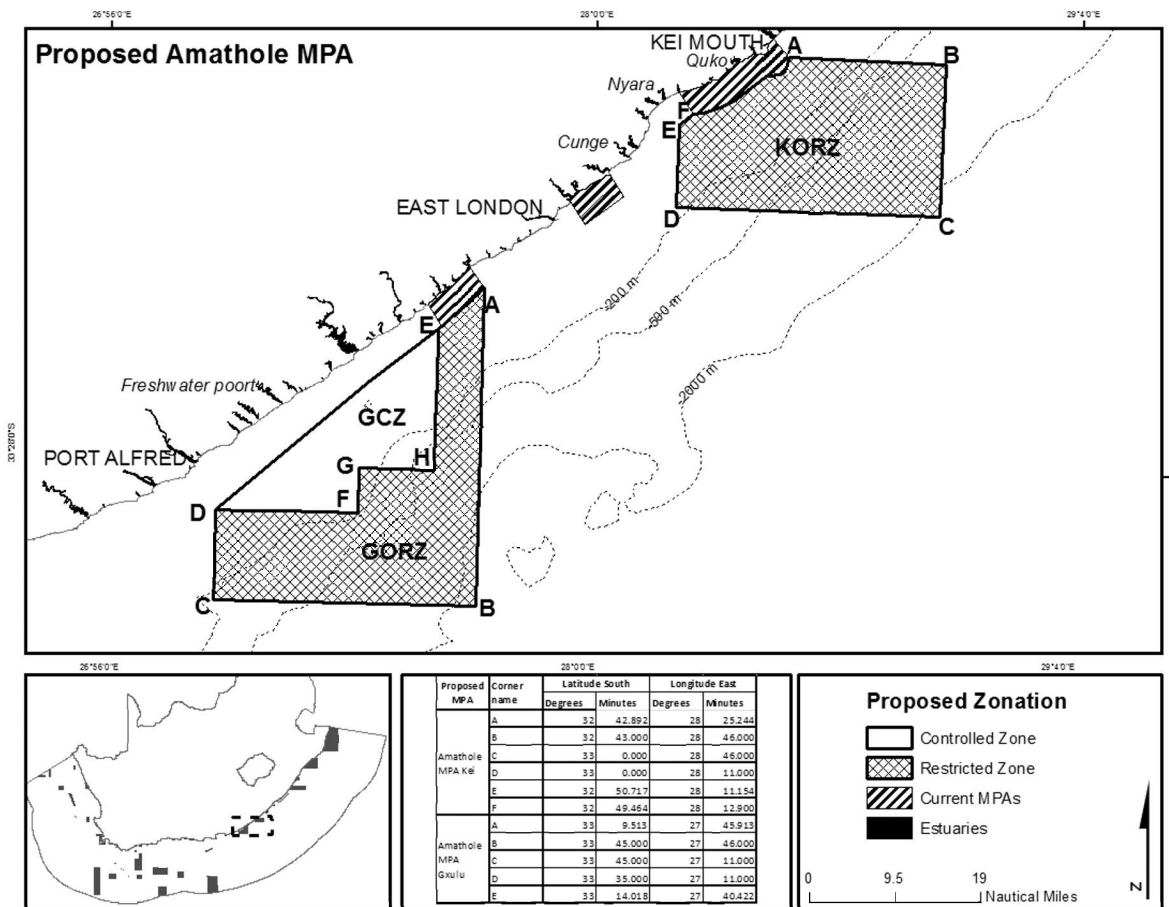 26°56'0"E 28°0'0"E 29°4'0"E
Proposed Amathole MPA
KEI MOUTH
Quko
A
B
Nyara
F
E
Cunge
KORZ
EAST LONDON
D
C
-200 m
-500 m
-2000 m
A
E
Freshwater poort
GCZ
33°28'0"S
PORT ALFRED
G
H
D
F
GORZ
C
B
26°56'0"E 28°0'0"E 29°4'0"E
Proposed MPA Corner name Latitude South Longitude East
Degrees Minutes Degrees Minutes
Amathole MPA Kei
A 32 42.892 28 25.244
B 32 43.000 28 46.000
C 33 0.000 28 46.000
D 33 0.000 28 11.000
E 32 50.717 28 11.154
F 32 49.464 28 12.900
Amathole MPA Gxulu
A 33 9.513 27 45.913
B 33 45.000 27 46.000
C 33 45.000 27 11.000
D 33 35.000 27 11.000
E 33 14.018 27 40.422
Proposed Zonation
Controlled Zone
Restricted Zone
Current MPAs
Estuaries
0 9.5 19
Nautical Miles
N